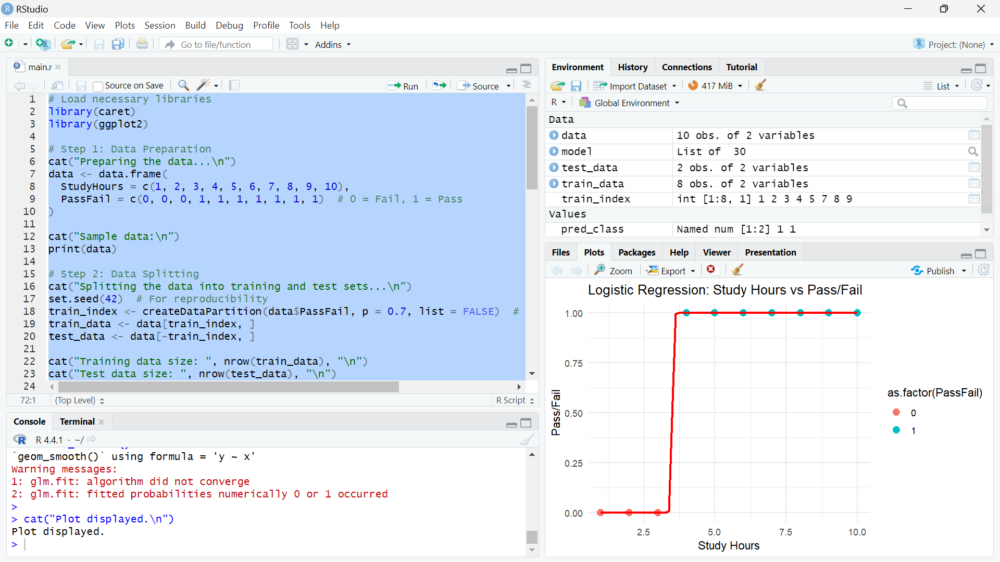 RStudio
File Edit Code View Plots Session Build Debug Profile Tools Help
Go to file/function Addins Project: (None)
main.r
Source on Save Run Source
1 # Load necessary libraries
2 library(caret)
3 library(ggplot2)
4
5 # Step 1: Data Preparation
6 cat("Preparing the data...\n")
7 data <- data.frame(
8   StudyHours = c(1, 2, 3, 4, 5, 6, 7, 8, 9, 10),
9   PassFail = c(0, 0, 0, 1, 1, 1, 1, 1, 1, 1)  # 0 = Fail, 1 = Pass
10 )
11
12 cat("Sample data:\n")
13 print(data)
14
15 # Step 2: Data Splitting
16 cat("Splitting the data into training and test sets...\n")
17 set.seed(42)  # For reproducibility
18 train_index <- createDataPartition(data$PassFail, p = 0.7, list = FALSE)  #
19 train_data <- data[train_index, ]
20 test_data <- data[-train_index, ]
21
22 cat("Training data size: ", nrow(train_data), "\n")
23 cat("Test data size: ", nrow(test_data), "\n")
24
72:1 (Top Level) R Script
Console Terminal
R 4.4.1 · ~/
`geom_smooth()` using formula = 'y ~ x'
Warning messages:
1: glm.fit: algorithm did not converge
2: glm.fit: fitted probabilities numerically 0 or 1 occurred
>
> cat("Plot displayed.\n")
Plot displayed.
>
Environment History Connections Tutorial
Import Dataset 417 MiB List
R Global Environment
Data
data 10 obs. of 2 variables
model List of 30
test_data 2 obs. of 2 variables
train_data 8 obs. of 2 variables
train_index int [1:8, 1] 1 2 3 4 5 7 8 9
Values
pred_class Named num [1:2] 1 1
Files Plots Packages Help Viewer Presentation
Zoom Export Publish
Logistic Regression: Study Hours vs Pass/Fail
1.00
0.75
0.50
0.25
0.00
Pass/Fail
2.5 5.0 7.5 10.0
Study Hours
as.factor(PassFail)
0
1